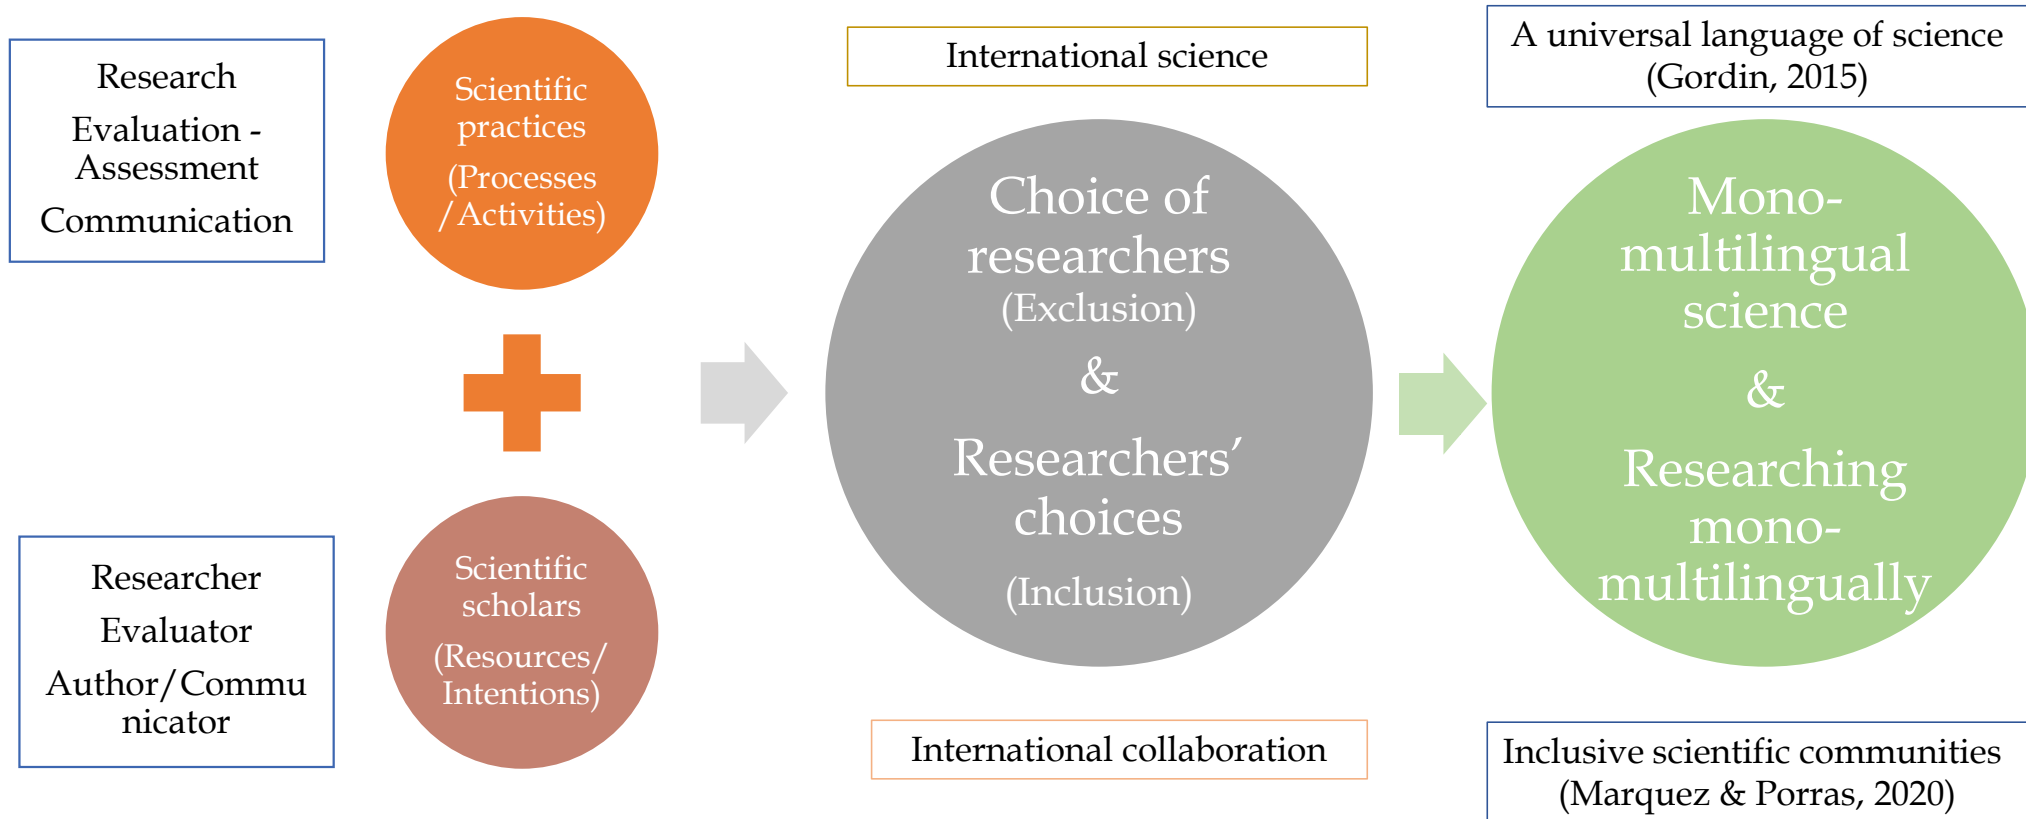 Research
Evaluation -
Assessment
Communication
Scientific
practices
(Processes
/Activities)
Researcher
Evaluator
Author/Commu
nicator
Scientific
scholars
(Resources/
Intentions)
International science
Choice of
researchers
(Exclusion)
&
Researchers’
choices
(Inclusion)
International collaboration
A universal language of science
(Gordin, 2015)
Mono-
multilingual
science
&
Researching
mono-
multilingually
Inclusive scientific communities
(Marquez & Porras, 2020)